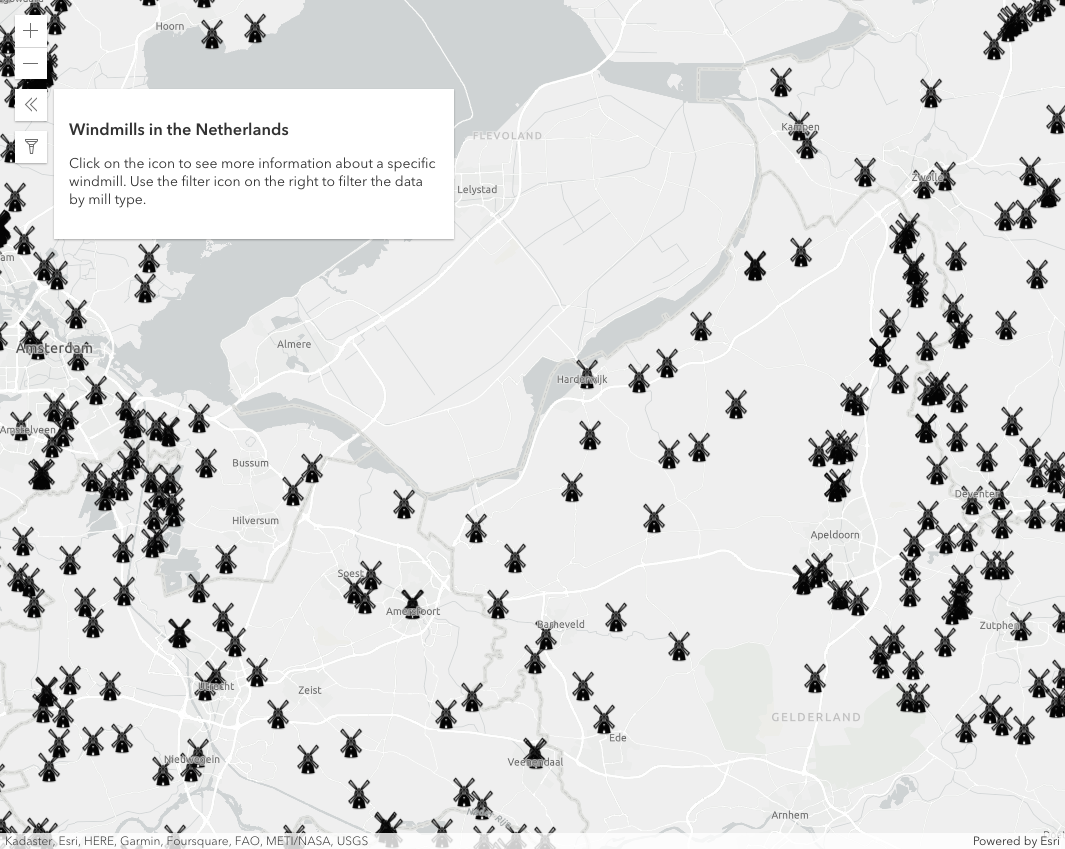 Hoorn
Windmills in the Netherlands
Click on the icon to see more information about a specific
windmill. Use the filter icon on the right to filter the data
by mill type.
FLEVOLAND
Lelystad
Kampen
Zwolle
Amsterdam
Almere
Harderwijk
Amstelveen
Bussum
Hilversum
Deventer
Apeldoorn
Soest
Amersfoort
Barneveld
Zutphen
Utrecht
Zeist
GELDERLAND
Ede
Nieuwegein
Veenendaal
Arnhem
Kadaster, Esri, HERE, Garmin, Foursquare, FAO, METI/NASA, USGS
Powered by Esri